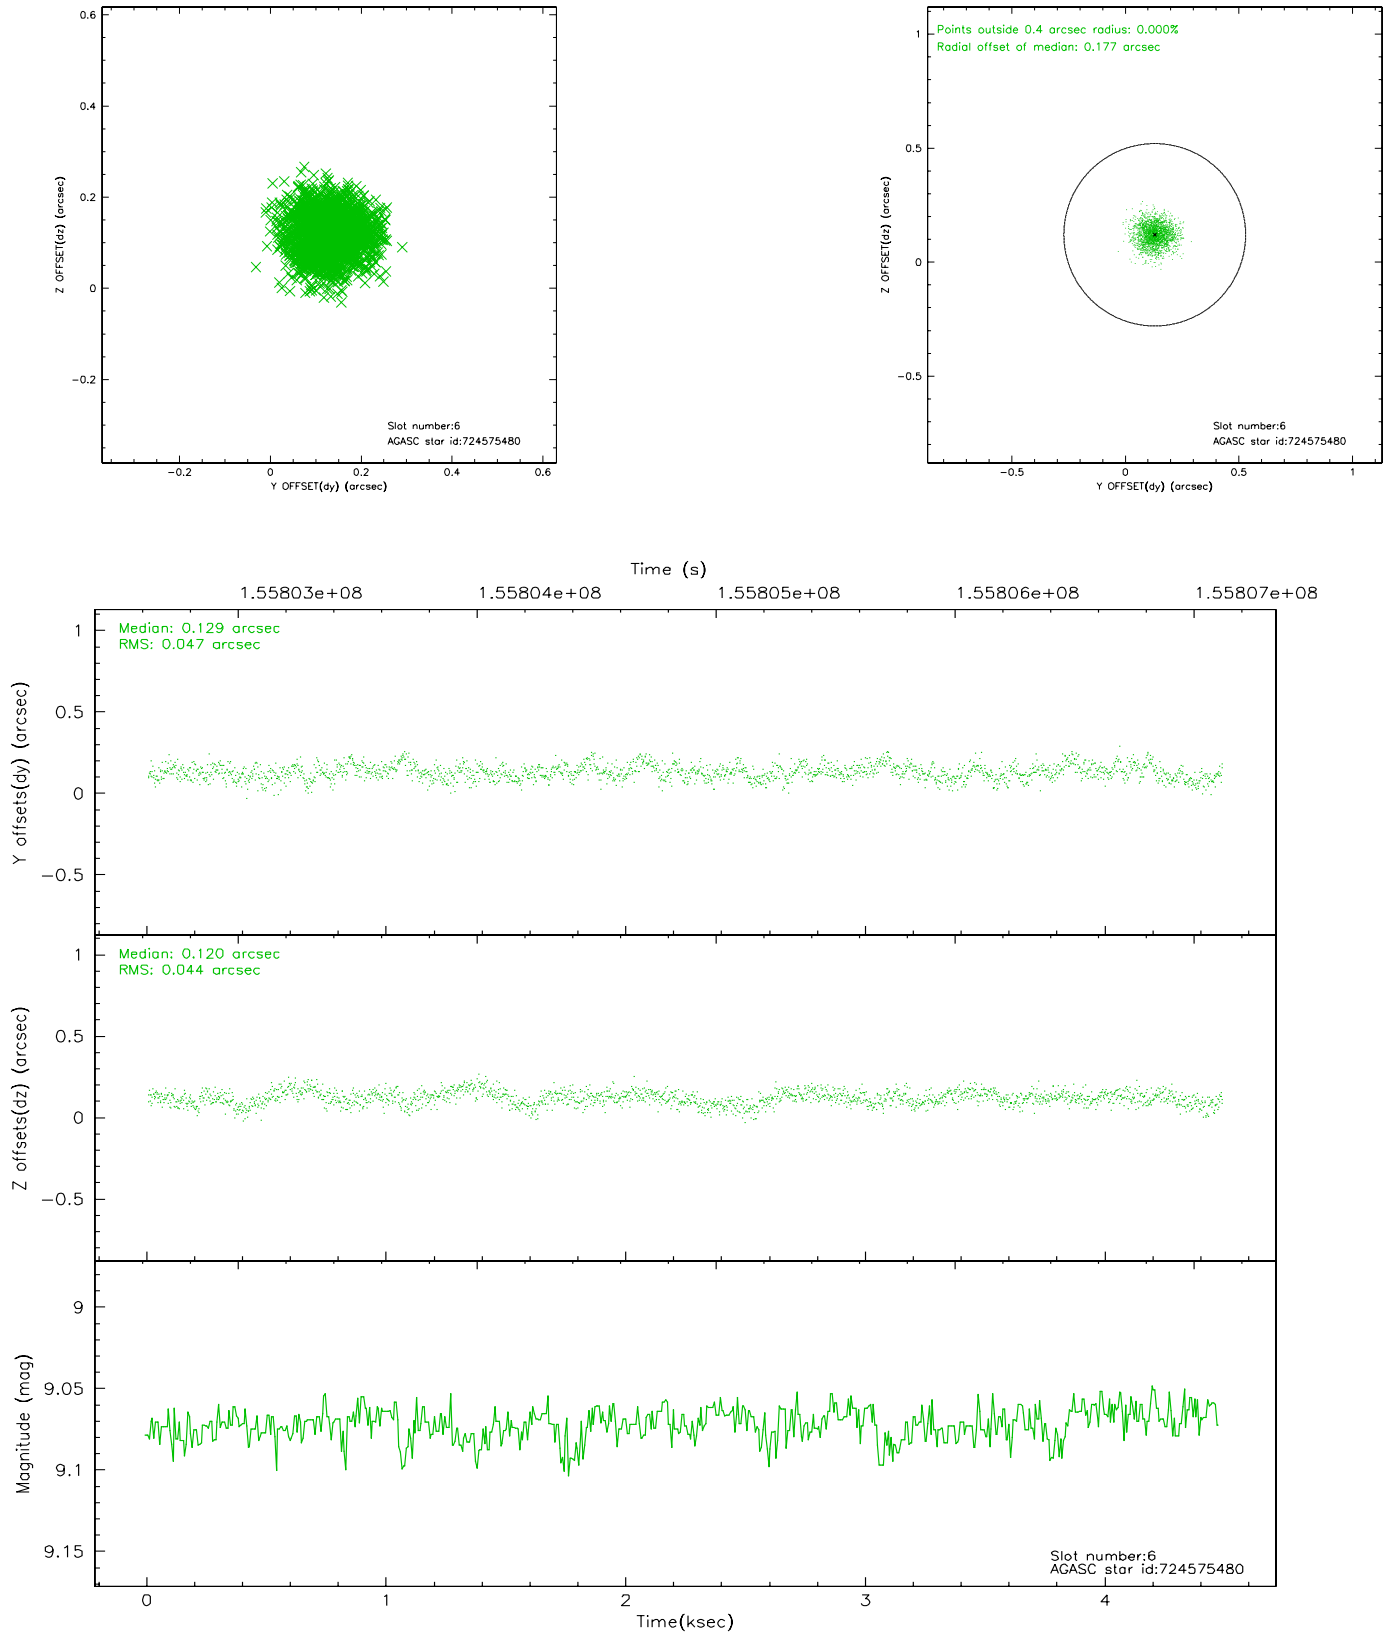 0.6
0.4
0.2
0
−0.2
Z OFFSET(dz) (arcsec)
Slot number:6
AGASC star id:724575480
−0.2 0 0.2 0.4 0.6
Y OFFSET(dy) (arcsec)
Points outside 0.4 arcsec radius: 0.000%
Radial offset of median: 0.177 arcsec
1
0.5
0
−0.5
Z OFFSET(dz) (arcsec)
Slot number:6
AGASC star id:724575480
−0.5 0 0.5 1
Y OFFSET(dy) (arcsec)
Time (s)
1.55803e+08 1.55804e+08 1.55805e+08 1.55806e+08 1.55807e+08
Median: 0.129 arcsec
RMS: 0.047 arcsec
1
0.5
0
−0.5
Y offsets(dy) (arcsec)
Median: 0.120 arcsec
RMS: 0.044 arcsec
1
0.5
0
−0.5
Z offsets(dz) (arcsec)
9
9.05
9.1
9.15
Magnitude (mag)
Slot number:6
AGASC star id:724575480
0 1 2 3 4
Time(ksec)